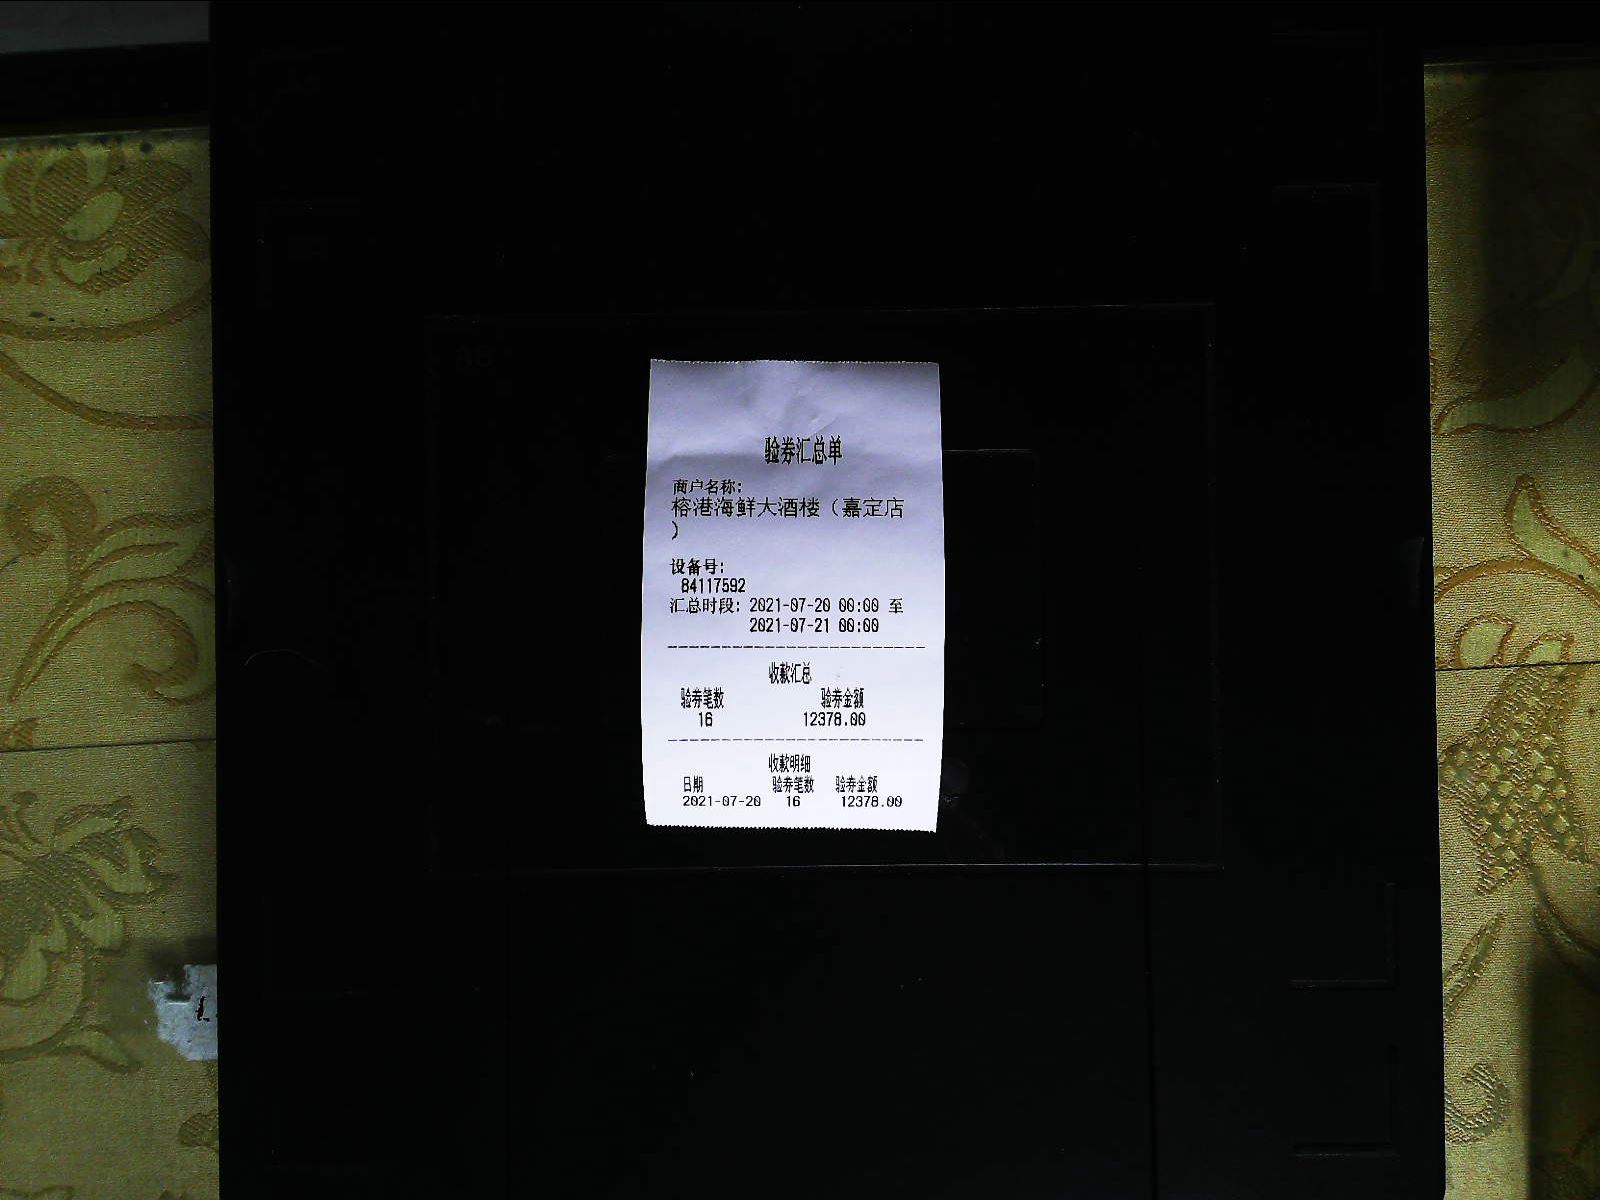 验券汇总单
商户名称:
榕港海鲜大酒楼（嘉定店
）
设备号:
84117592
汇总时段: 2021-07-20 00:00 至
2021-07-21 00:00
收款汇总
验券笔数 验券金额
16 12378.00
收款明细
日期 验券笔数 验券金额
2021-07-20 16 12378.00